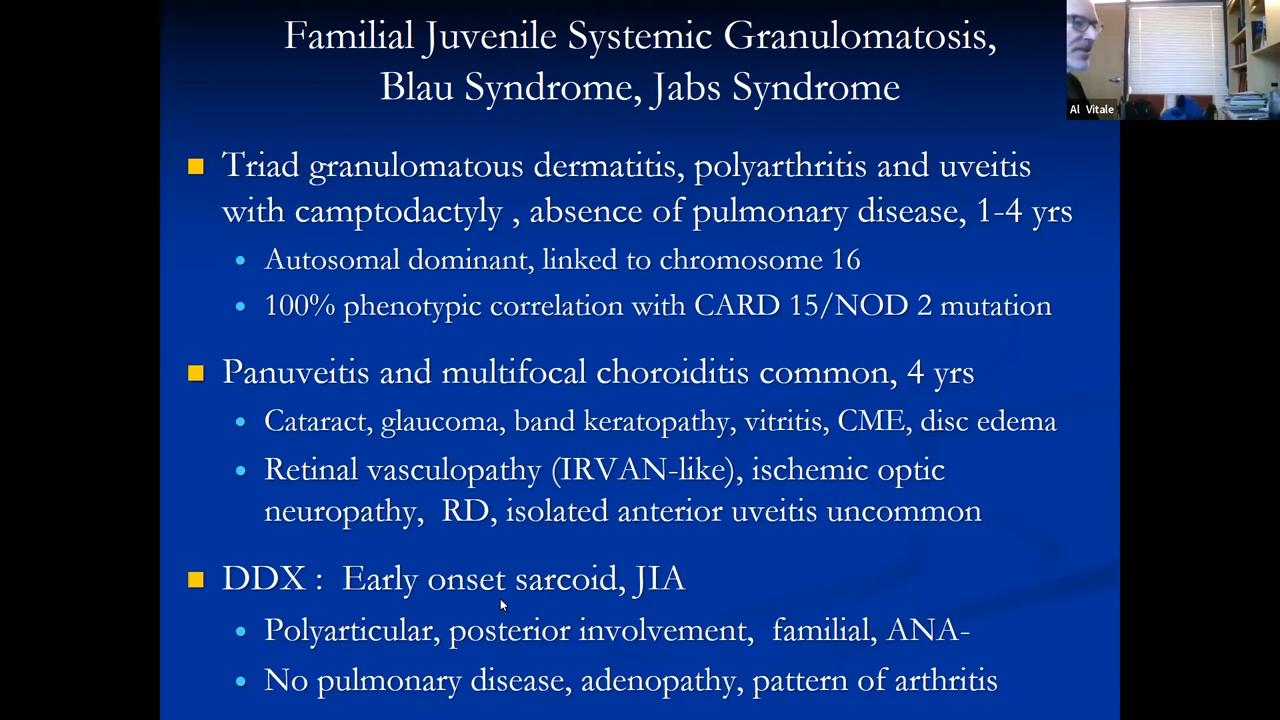 Familial Juvenile Systemic Granulomatosis,
Blau Syndrome, Jabs Syndrome
Al Vitale
Triad granulomatous dermatitis, polyarthritis and uveitis
with camptodactyly , absence of pulmonary disease, 1-4 yrs
Autosomal dominant, linked to chromosome 16
100% phenotypic correlation with CARD 15/NOD 2 mutation
Panuveitis and multifocal choroiditis common, 4 yrs
Cataract, glaucoma, band keratopathy, vitritis, CME, disc edema
Retinal vasculopathy (IRVAN-like), ischemic optic
neuropathy, RD, isolated anterior uveitis uncommon
DDX : Early onset sarcoid, JIA
Polyarticular, posterior involvement, familial, ANA-
No pulmonary disease, adenopathy, pattern of arthritis